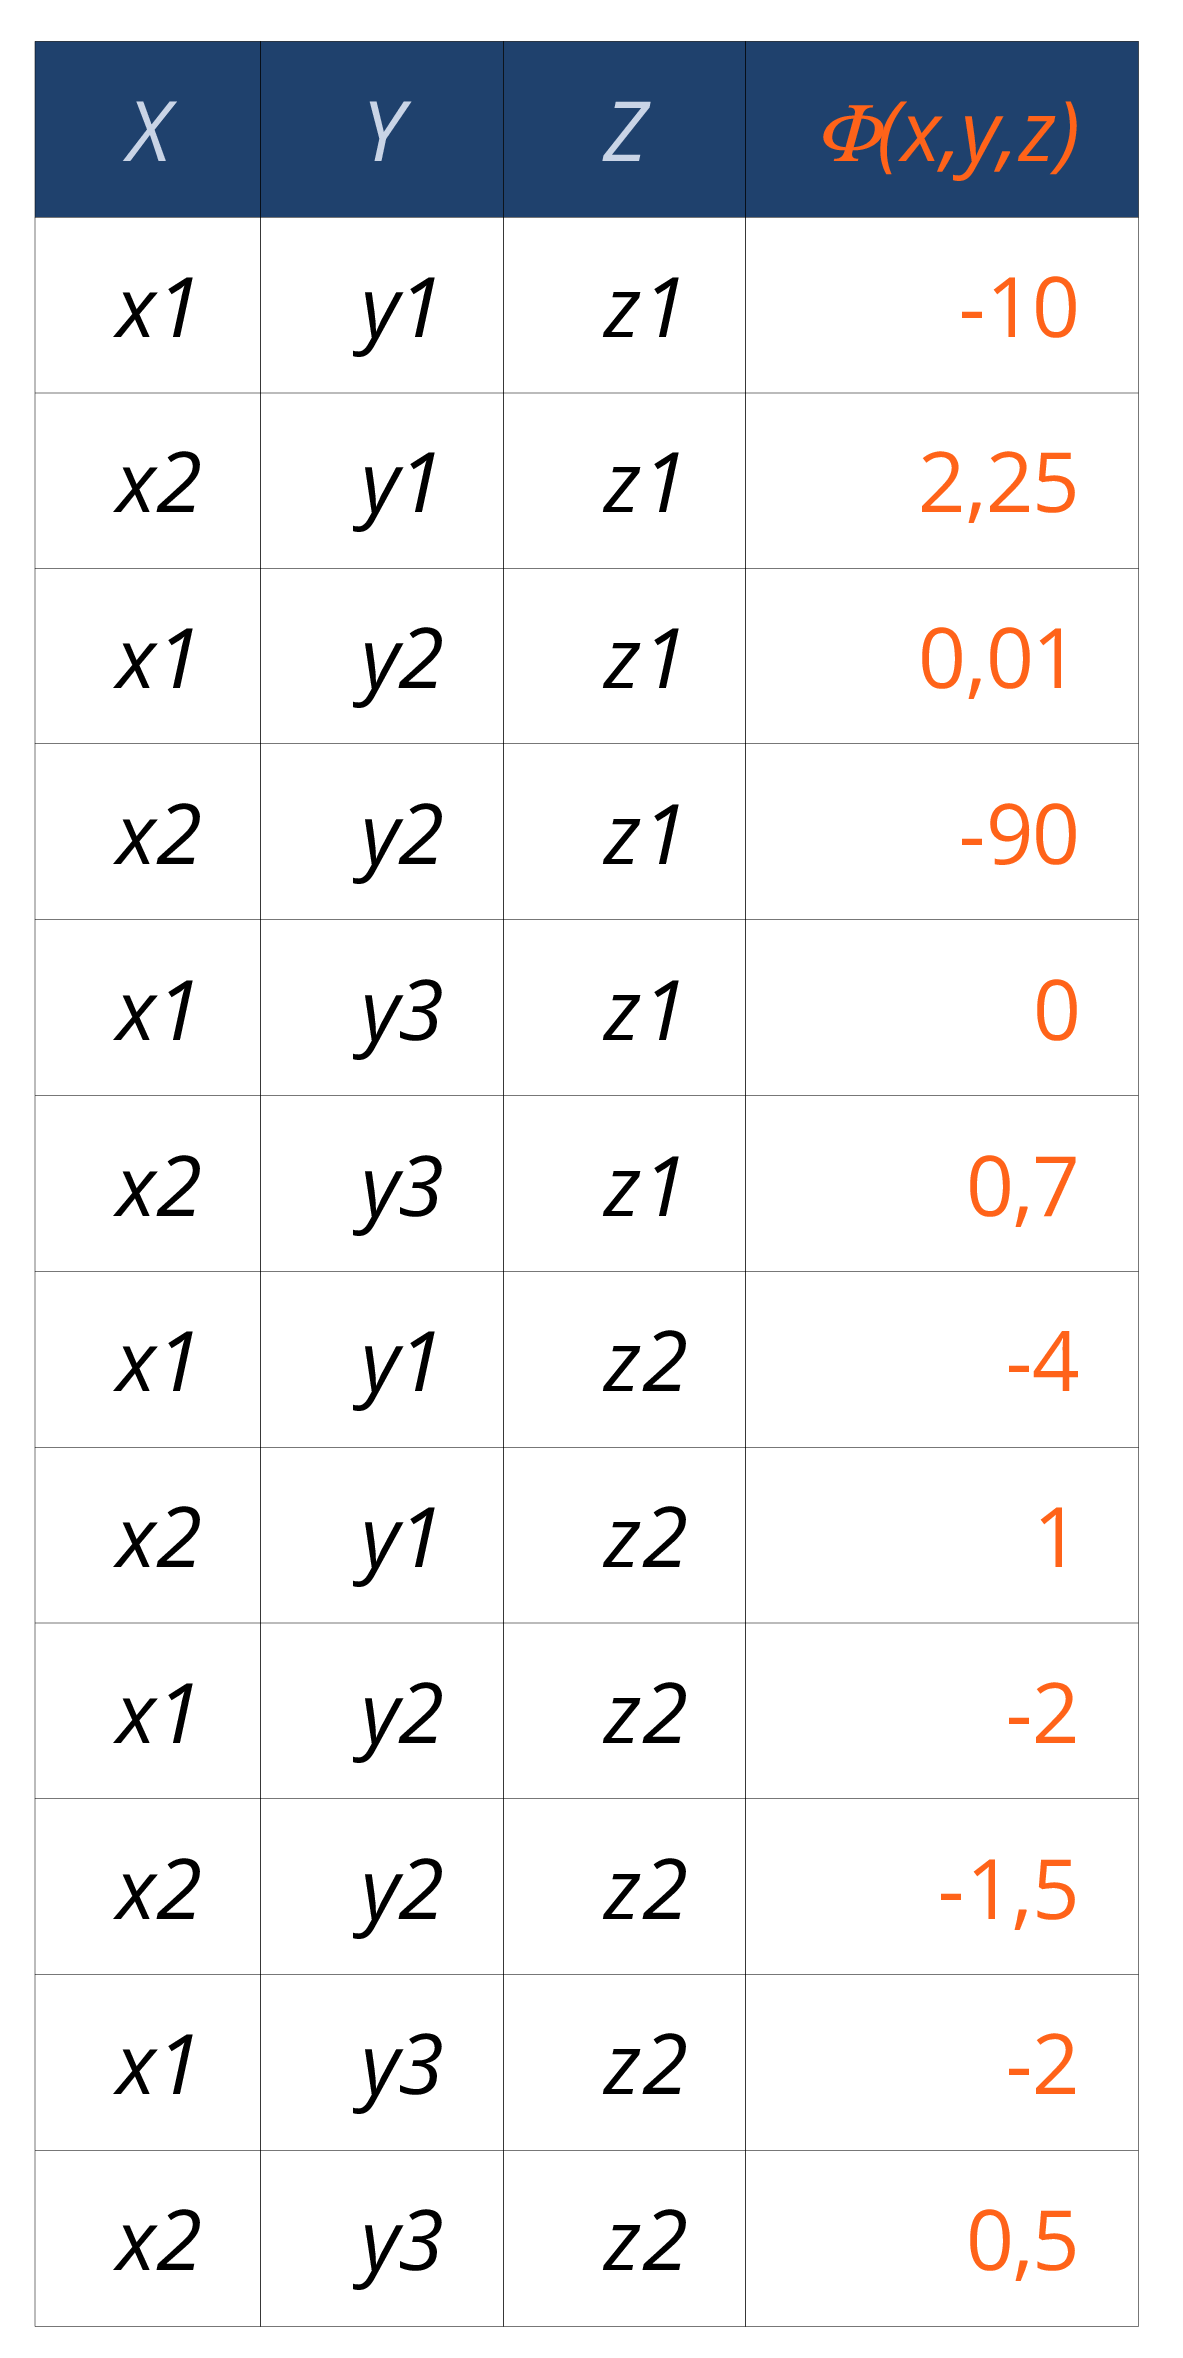 X Y Z Φ(x,y,z)
x1 y1 z1 -10
x2 y1 z1 2,25
x1 y2 z1 0,01
x2 y2 z1 -90
x1 y3 z1 0
x2 y3 z1 0,7
x1 y1 z2 -4
x2 y1 z2 1
x1 y2 z2 -2
x2 y2 z2 -1,5
x1 y3 z2 -2
x2 y3 z2 0,5